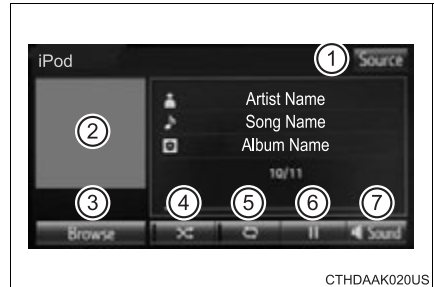 iPod
1
Source
2
Artist Name
Song Name
Album Name
10/11
3
4
5
6
7
Browse
Sound
CTHDAAK020US